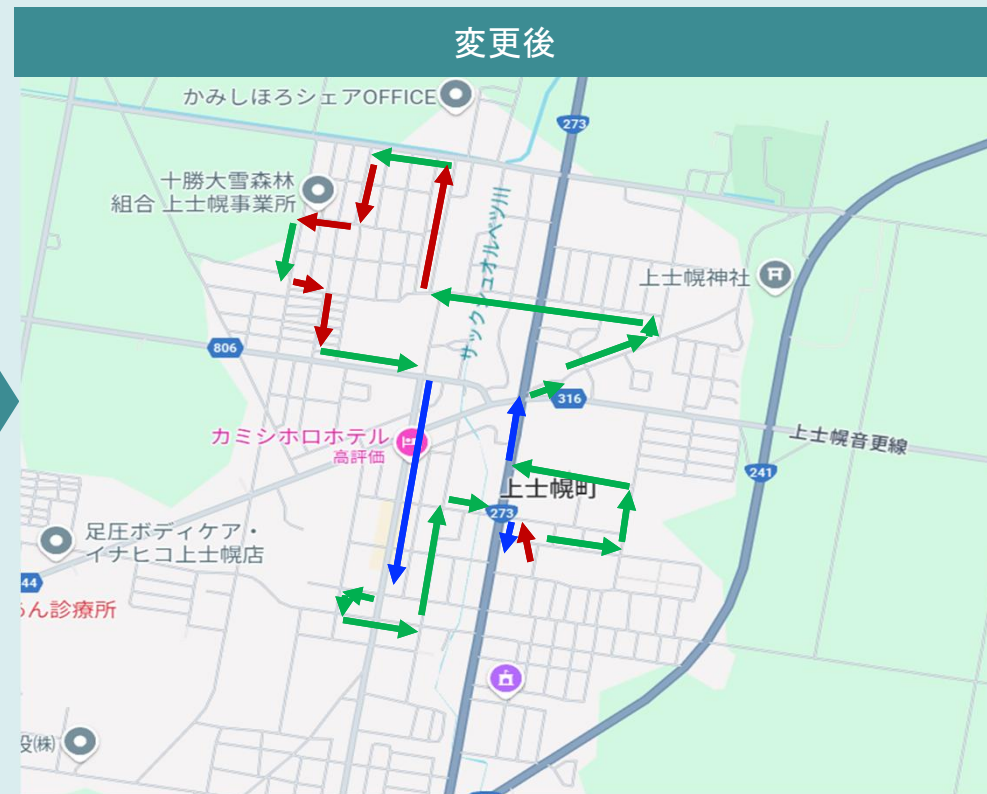 変更後
かみしほろシェアOFFICE
273
十勝大雪森林
組合 上士幌事業所
サックシュオルベツ川
上士幌神社
806
316
カミシホロホテル
高評価
上士幌音更線
241
上士幌町
273
足圧ボディケア・
イナヒコ上士幌店
44
ん診療所
設㈱